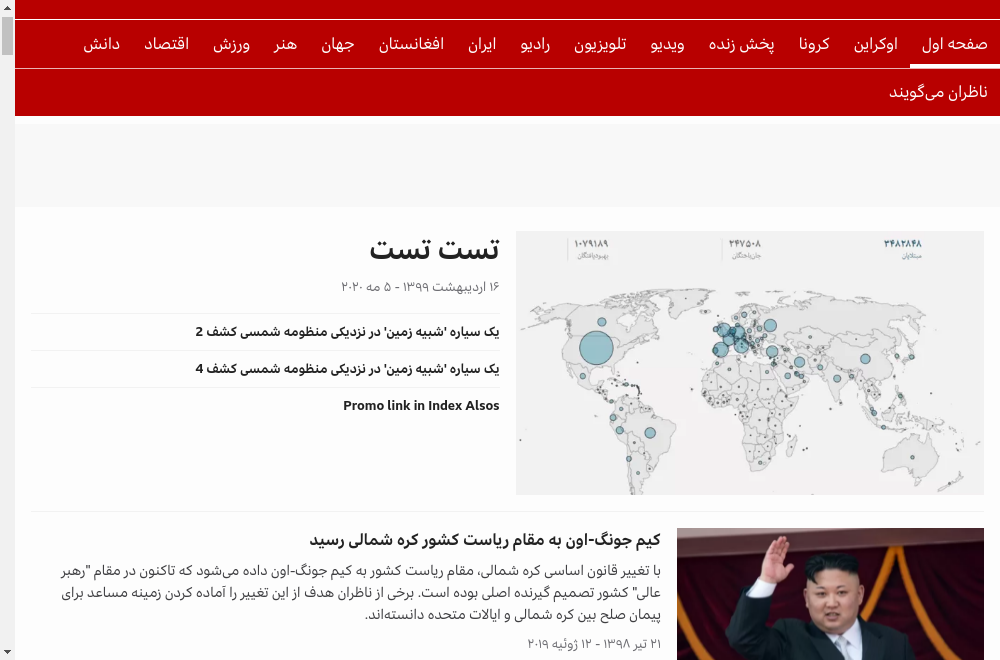 صفحه اول
اوکراین
کرونا
پخش زنده
ویدیو
تلویزیون
رادیو
ایران
افغانستان
جهان
هنر
ورزش
اقتصاد
دانش
ناظران می‌گویند
۳۴۸۲۸۴۸
مبتلایان
۲۴۷۵۰۸
جان‌باختگان
۱۰۷۹۱۸۹
بهبودیافتگان
تست تست
۱۶ اردیبهشت ۱۳۹۹ - ۵ مه ۲۰۲۰
یک سیاره 'شبیه زمین' در نزدیکی منظومه شمسی کشف 2
یک سیاره 'شبیه زمین' در نزدیکی منظومه شمسی کشف 4
Promo link in Index Alsos
کیم جونگ-اون به مقام ریاست کشور کره شمالی رسید
با تغییر قانون اساسی کره شمالی، مقام ریاست کشور به کیم جونگ-اون داده می‌شود که تاکنون در مقام "رهبر
عالی" کشور تصمیم گیرنده اصلی بوده است. برخی از ناظران هدف از این تغییر را آماده کردن زمینه مساعد برای
پیمان صلح بین کره شمالی و ایالات متحده دانسته‌اند.
۲۱ تیر ۱۳۹۸ - ۱۲ ژوئیه ۲۰۱۹